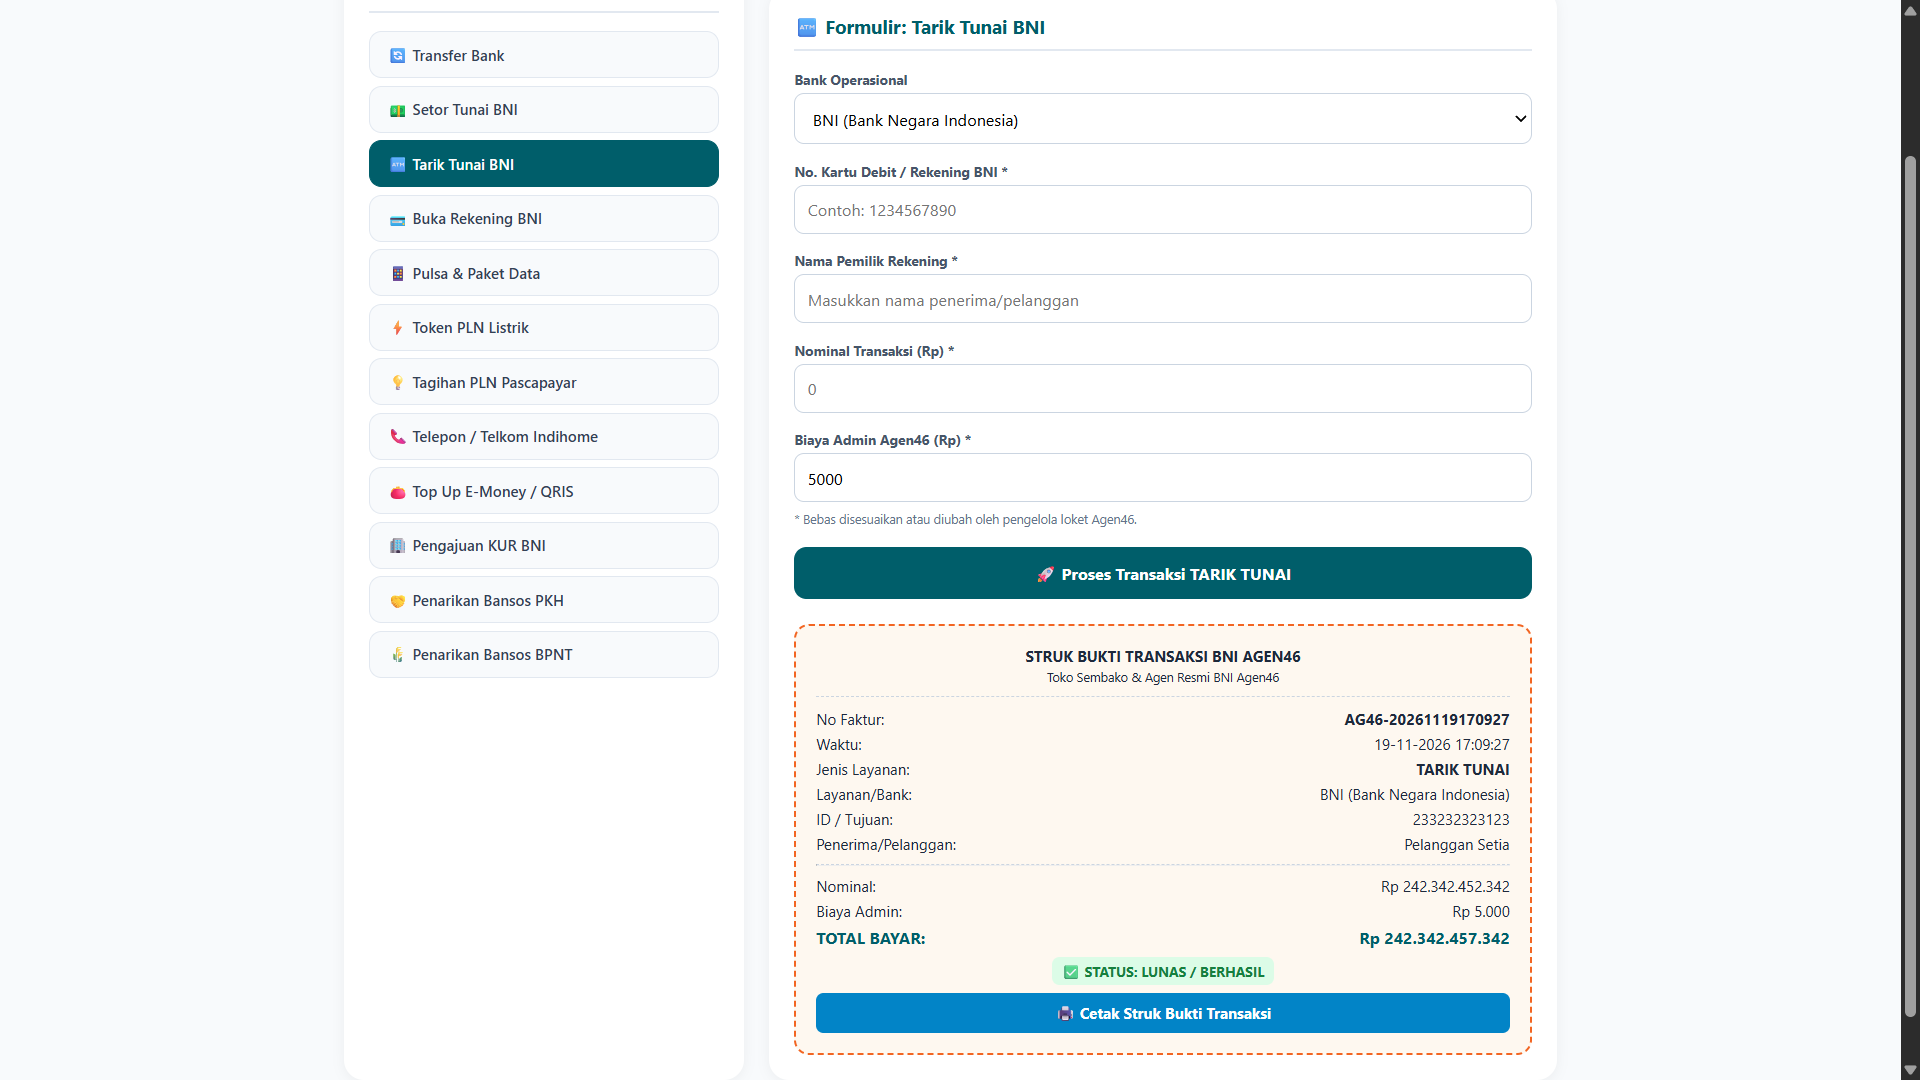 Transfer Bank
Setor Tunai BNI
Tarik Tunai BNI
Buka Rekening BNI
Pulsa & Paket Data
Token PLN Listrik
Tagihan PLN Pascapayar
Telepon / Telkom Indihome
Top Up E-Money / QRIS
Pengajuan KUR BNI
Penarikan Bansos PKH
Penarikan Bansos BPNT
Formulir: Tarik Tunai BNI
Bank Operasional
BNI (Bank Negara Indonesia)
No. Kartu Debit / Rekening BNI *
Contoh: 1234567890
Nama Pemilik Rekening *
Masukkan nama penerima/pelanggan
Nominal Transaksi (Rp) *
0
Biaya Admin Agen46 (Rp) *
5000
* Bebas disesuaikan atau diubah oleh pengelola loket Agen46.
🚀 Proses Transaksi TARIK TUNAI
STRUK BUKTI TRANSAKSI BNI AGEN46
Toko Sembako & Agen Resmi BNI Agen46
No Faktur: AG46-20261119170927
Waktu: 19-11-2026 17:09:27
Jenis Layanan: TARIK TUNAI
Layanan/Bank: BNI (Bank Negara Indonesia)
ID / Tujuan: 233232323123
Penerima/Pelanggan: Pelanggan Setia
Nominal: Rp 242.342.452.342
Biaya Admin: Rp 5.000
TOTAL BAYAR: Rp 242.342.457.342
✅ STATUS: LUNAS / BERHASIL
Cetak Struk Bukti Transaksi